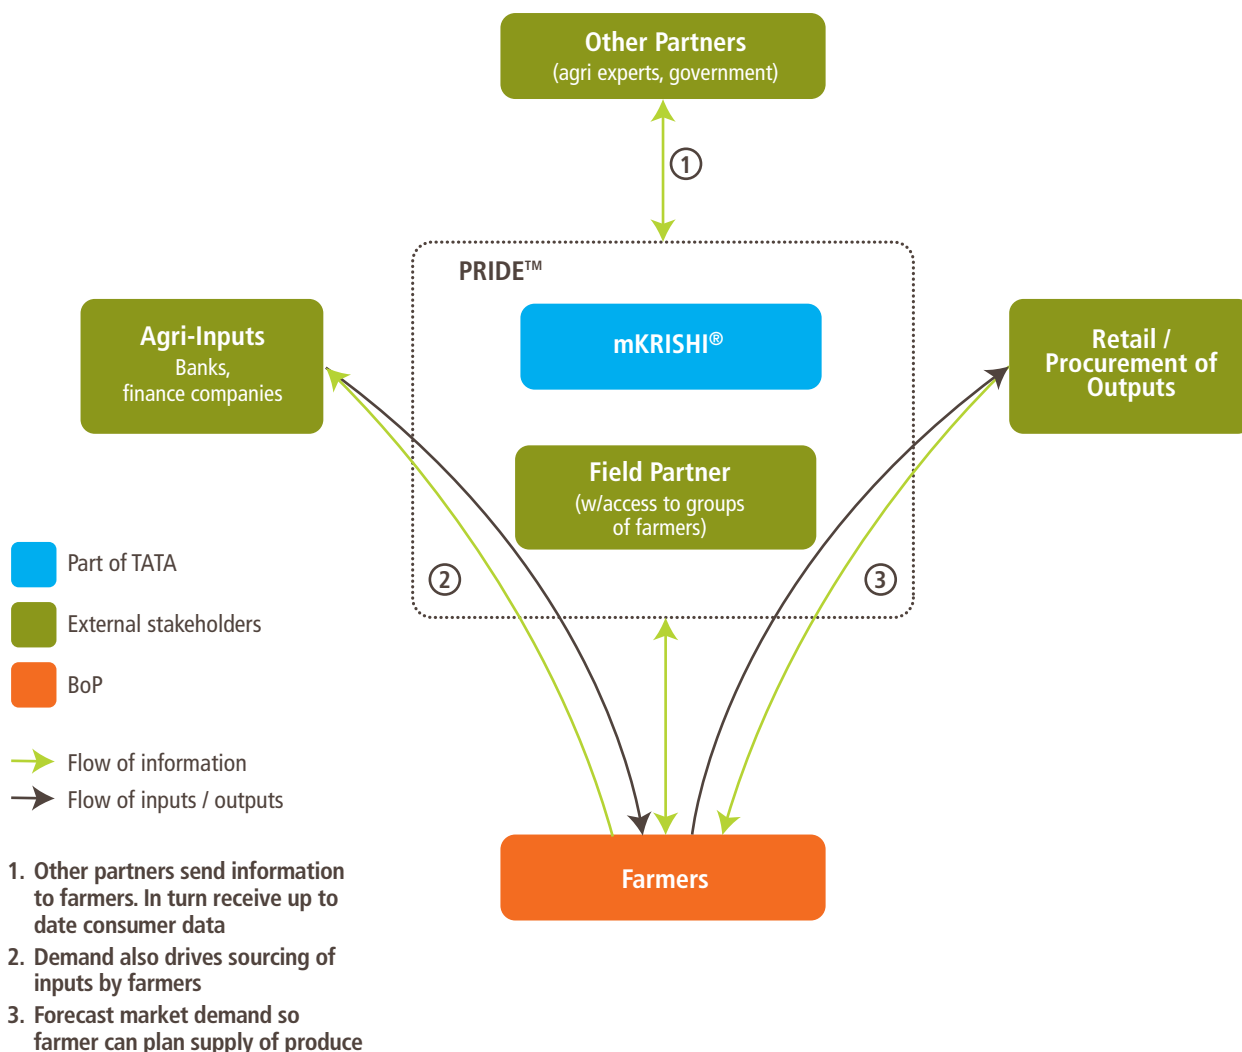 Other Partners
(agri experts, government)
1
PRIDE™
mKRISHI®
Agri-Inputs
Banks,
finance companies
Retail /
Procurement of
Outputs
Field Partner
(w/access to groups
of farmers)
2
3
Part of TATA
External stakeholders
BoP
Flow of information
Flow of inputs / outputs
Farmers
1. Other partners send information
to farmers. In turn receive up to
date consumer data
2. Demand also drives sourcing of
inputs by farmers
3. Forecast market demand so
farmer can plan supply of produce